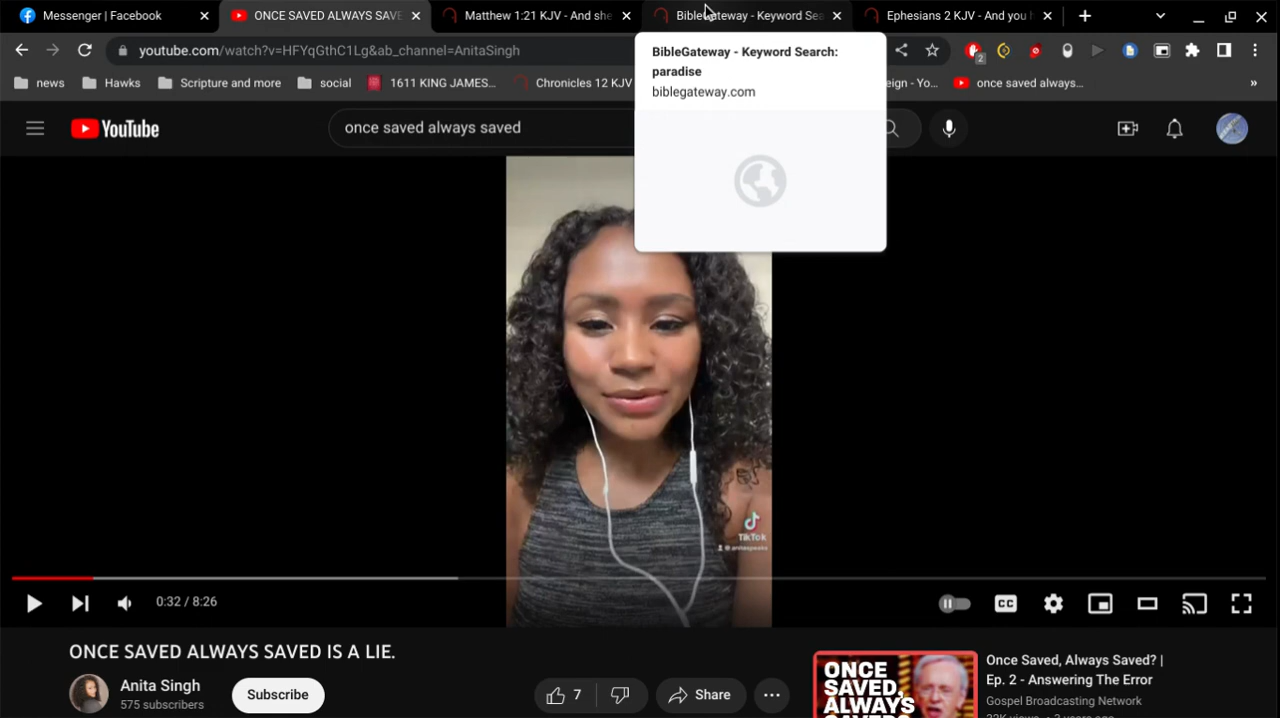 Messenger | Facebook
ONCE SAVED ALWAYS SAVE
Matthew 1:21 KJV - And she
BibleGateway - Keyword Sea
Ephesians 2 KJV - And you h
youtube.com/watch?v=HFYqGthC1Lg&ab_channel=AnitaSingh
2
BibleGateway - Keyword Search:
paradise
biblegateway.com
news
Hawks
Scripture and more
social
1611 KING JAMES...
Chronicles 12 KJV
eign - Yo...
once saved always...
»
YouTube
once saved always saved
TikTok
0:32 / 8:26
CC
ONCE SAVED ALWAYS SAVED IS A LIE.
Anita Singh
575 subscribers
Subscribe
7
Share
ONCE
SAVED,
ALWAYS
Once Saved, Always Saved? |
Ep. 2 - Answering The Error
Gospel Broadcasting Network